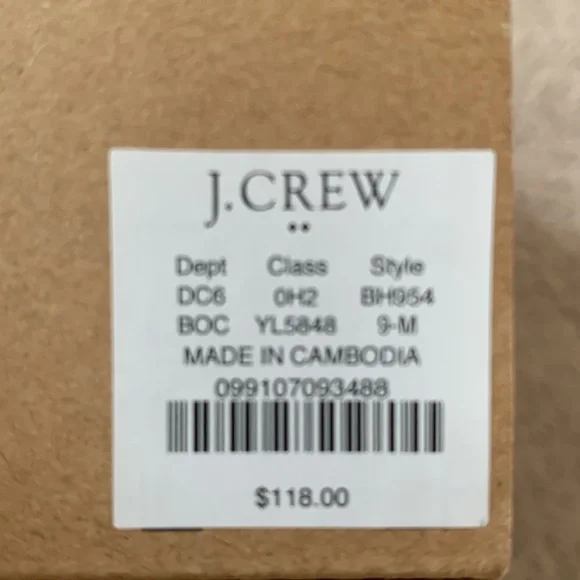 J.CREW
Dept Class Style
DC6 0H2 BH954
BOC YL5848 9-M
MADE IN CAMBODIA
099107093488
$118.00